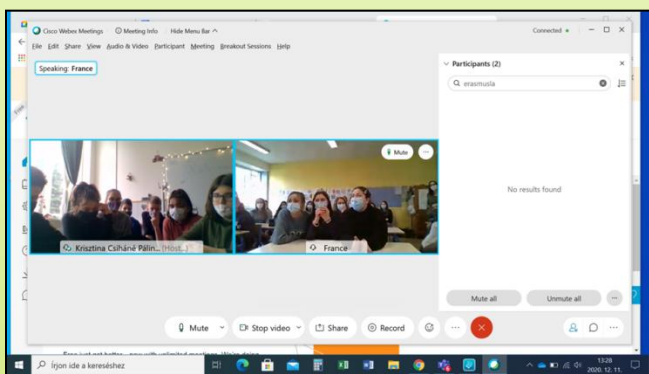 Cisco Webex Meetings
Meeting Info
Hide Menu Bar
Connected
File Edit Share View Audio & Video Participant Meeting Breakout Sessions Help
Speaking: France
Participants (2)
erasmusla
Mute
No results found
Krisztina Csiháné Pálin... (Host...)
France
Mute all
Unmute all
Mute
Stop video
Share
Record
Írjon ide a kereséshez
13:28
2020. 12. 11.